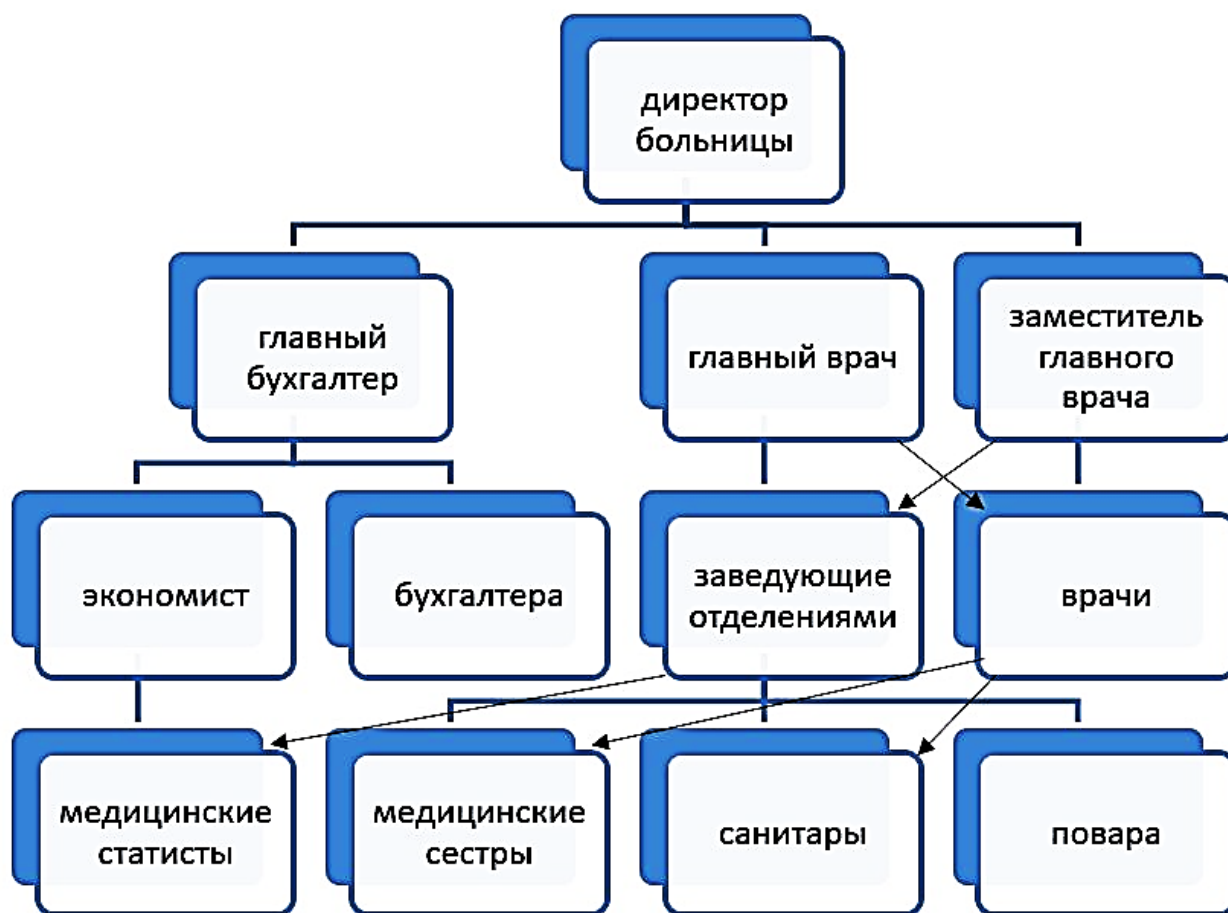 директор
больницы
главный
бухгалтер
главный врач
заместитель
главного
врача
экономист
бухгалтера
заведующие
отделениями
врачи
медицинские
статисты
медицинские
сестры
санитары
повара